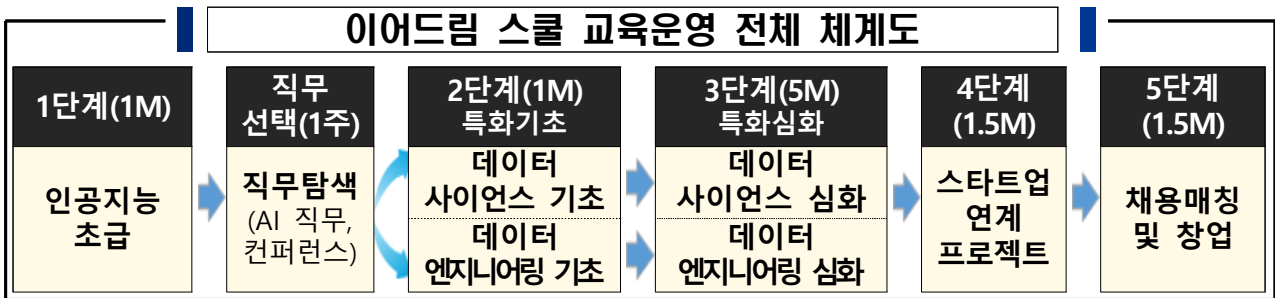 이어드림 스쿨 교육운영 전체 체계도
1단계(1M)
인공지능
초급
직무
선택(1주)
직무탐색
(AI 직무,
컨퍼런스)
2단계(1M)
특화기초
데이터
사이언스 기초
데이터
엔지니어링 기초
3단계(5M)
특화심화
데이터
사이언스 심화
데이터
엔지니어링 심화
4단계
(1.5M)
스타트업
연계
프로젝트
5단계
(1.5M)
채용매칭
및 창업